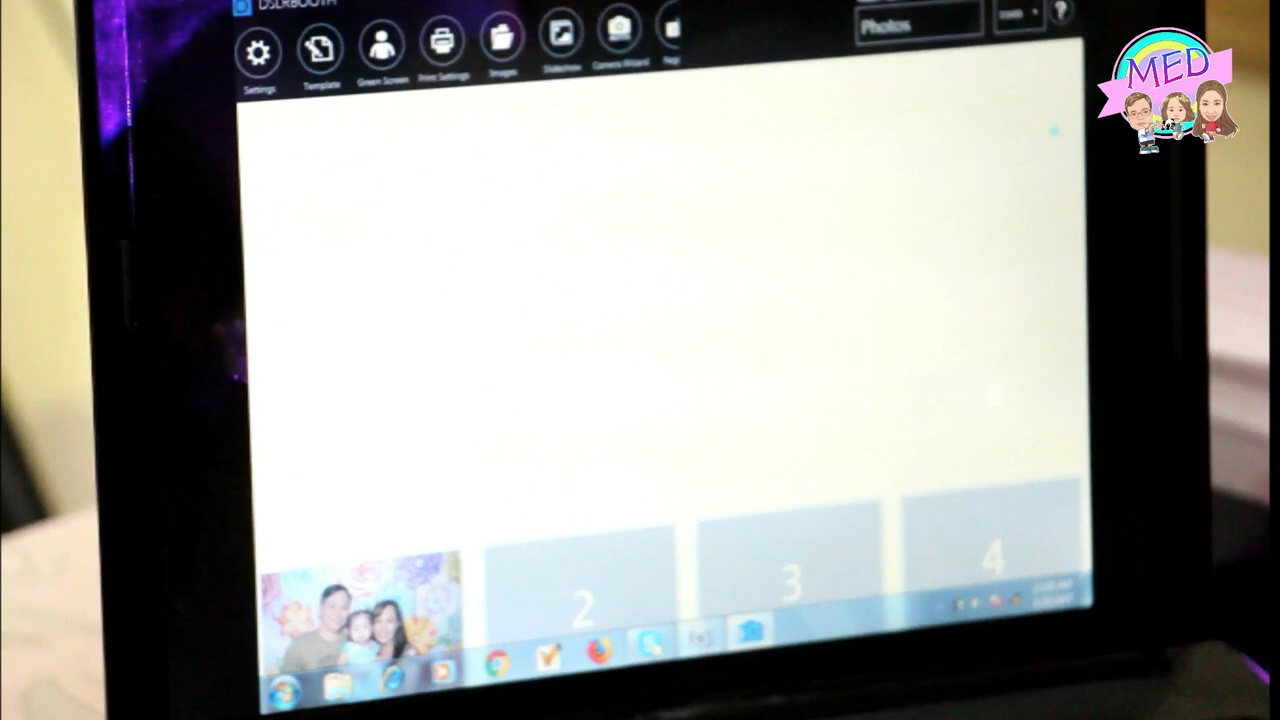 DSLRBOOTH
Settings
Template
Green Screen
Print Settings
Images
Slideshow
Camera Wizard
Photos
?
MED
2
3
4